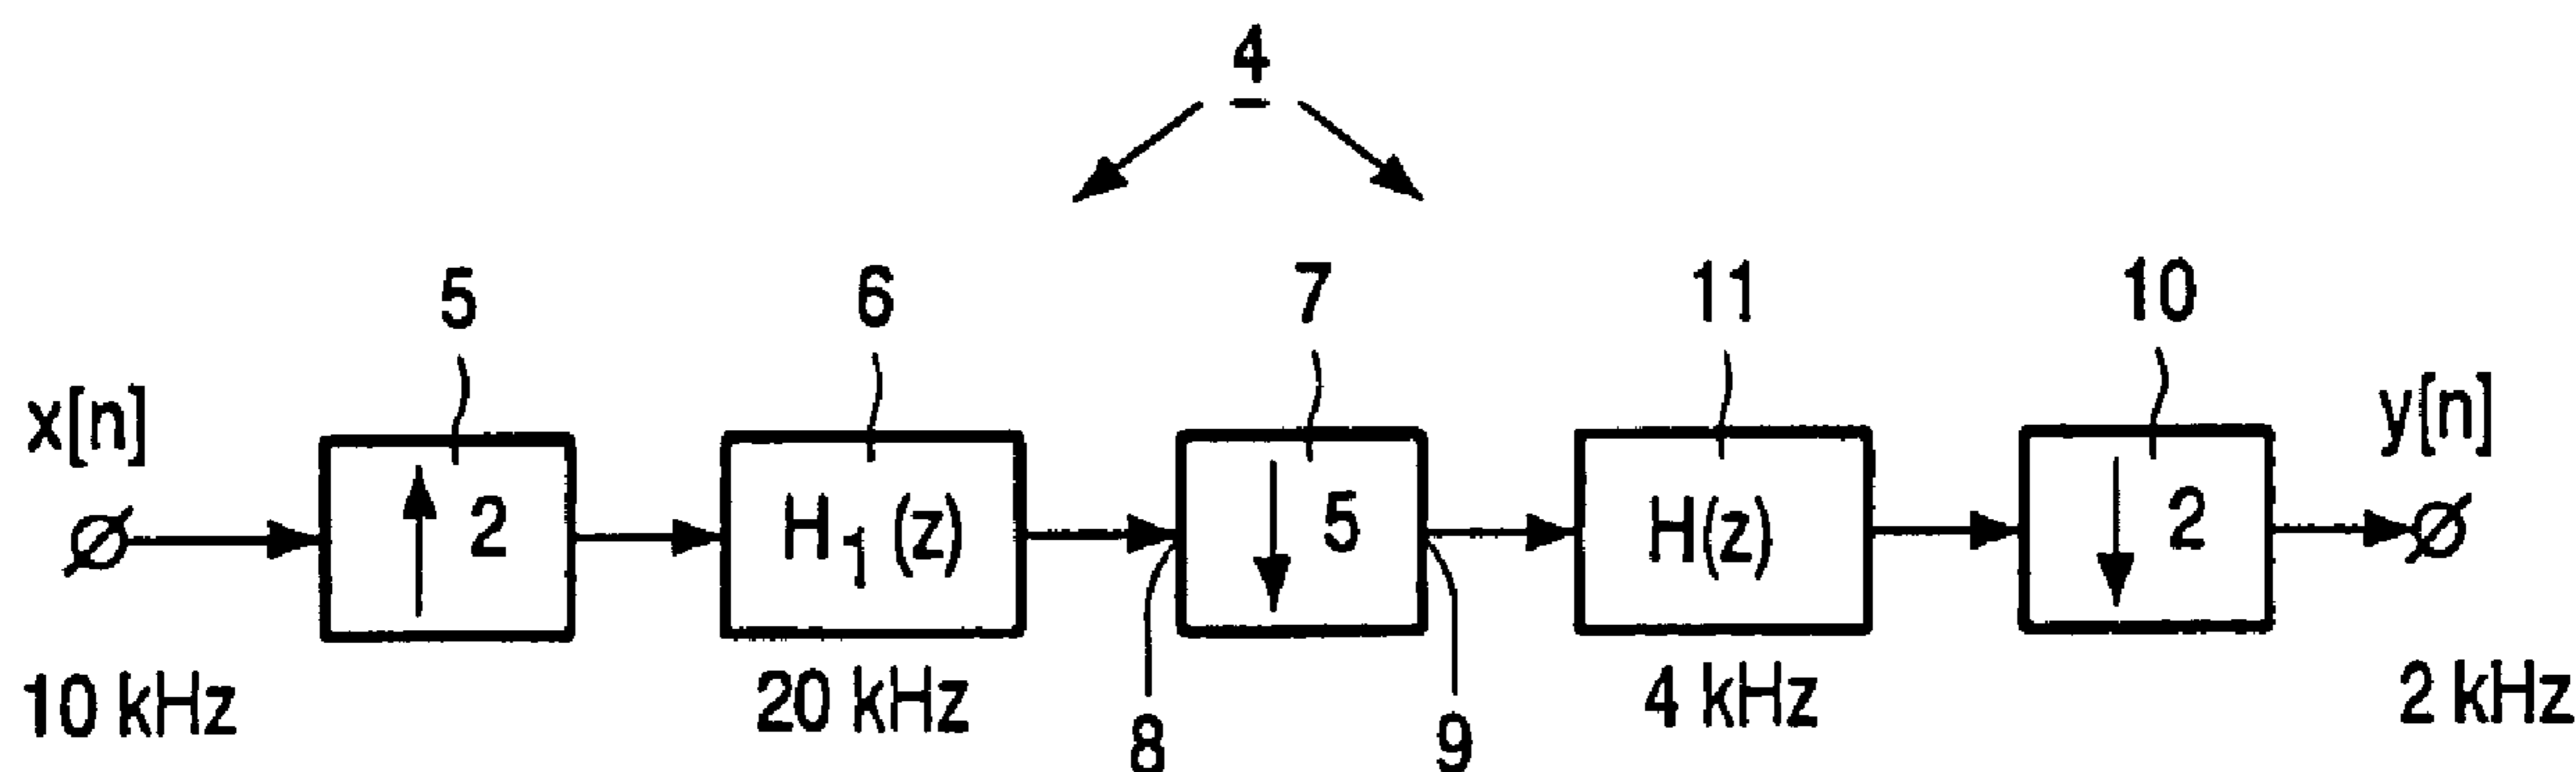 4
5 6 7 11 10
x[n] y[n]
↑ 2 H₁ (z) ↓ 5 H(z) ↓ 2
10 kHz 20 kHz 4 kHz 2 kHz
8 9